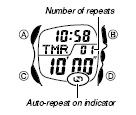 Number of repeats
A 10:58 B
TMR 01
C 10'00 D
Auto-repeat on indicator